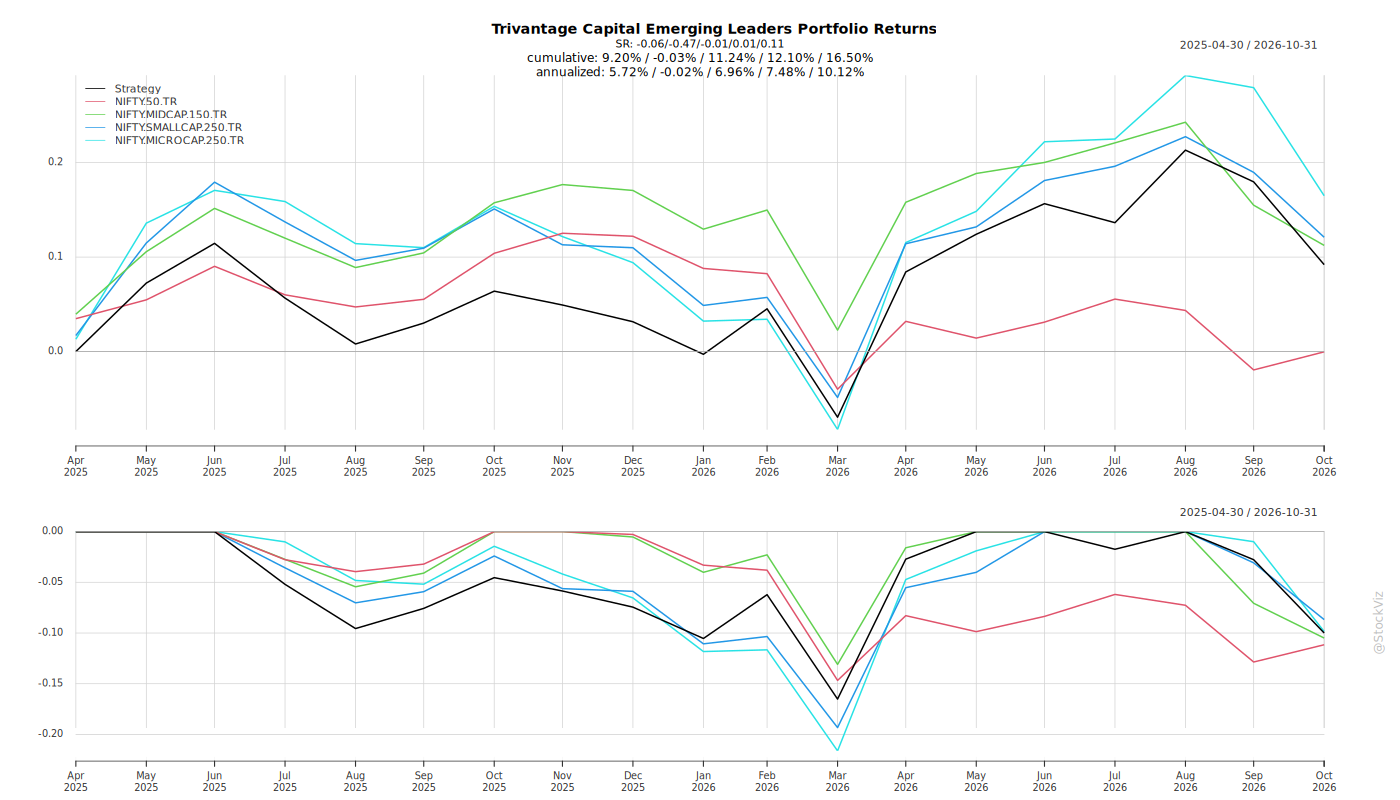 Trivantage Capital Emerging Leaders Portfolio Returns
SR: -0.06/-0.47/-0.01/0.01/0.11
cumulative: 9.20% / -0.03% / 11.24% / 12.10% / 16.50%
annualized: 5.72% / -0.02% / 6.96% / 7.48% / 10.12%
2025-04-30 / 2026-10-31
Strategy
NIFTY.50.TR
NIFTY.MIDCAP.150.TR
NIFTY.SMALLCAP.250.TR
NIFTY.MICROCAP.250.TR
0.2
0.1
0.0
Apr May Jun Jul Aug Sep Oct Nov Dec Jan Feb Mar Apr May Jun Jul Aug Sep Oct
2025 2025 2025 2025 2025 2025 2025 2025 2025 2026 2026 2026 2026 2026 2026 2026 2026 2026 2026
2025-04-30 / 2026-10-31
0.00
-0.05
-0.10
-0.15
-0.20
Apr May Jun Jul Aug Sep Oct Nov Dec Jan Feb Mar Apr May Jun Jul Aug Sep Oct
2025 2025 2025 2025 2025 2025 2025 2025 2025 2026 2026 2026 2026 2026 2026 2026 2026 2026 2026
@StockViz